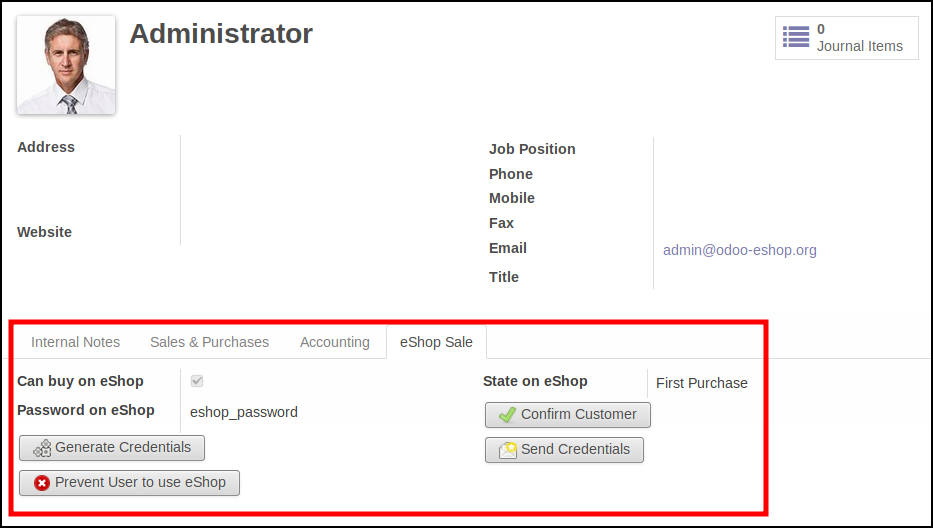 Administrator
0
Journal Items
Address
Website
Job Position
Phone
Mobile
Fax
Email admin@odoo-eshop.org
Title
Internal Notes Sales & Purchases Accounting eShop Sale
Can buy on eShop
Password on eShop eshop_password
Generate Credentials
Prevent User to use eShop
State on eShop First Purchase
Confirm Customer
Send Credentials